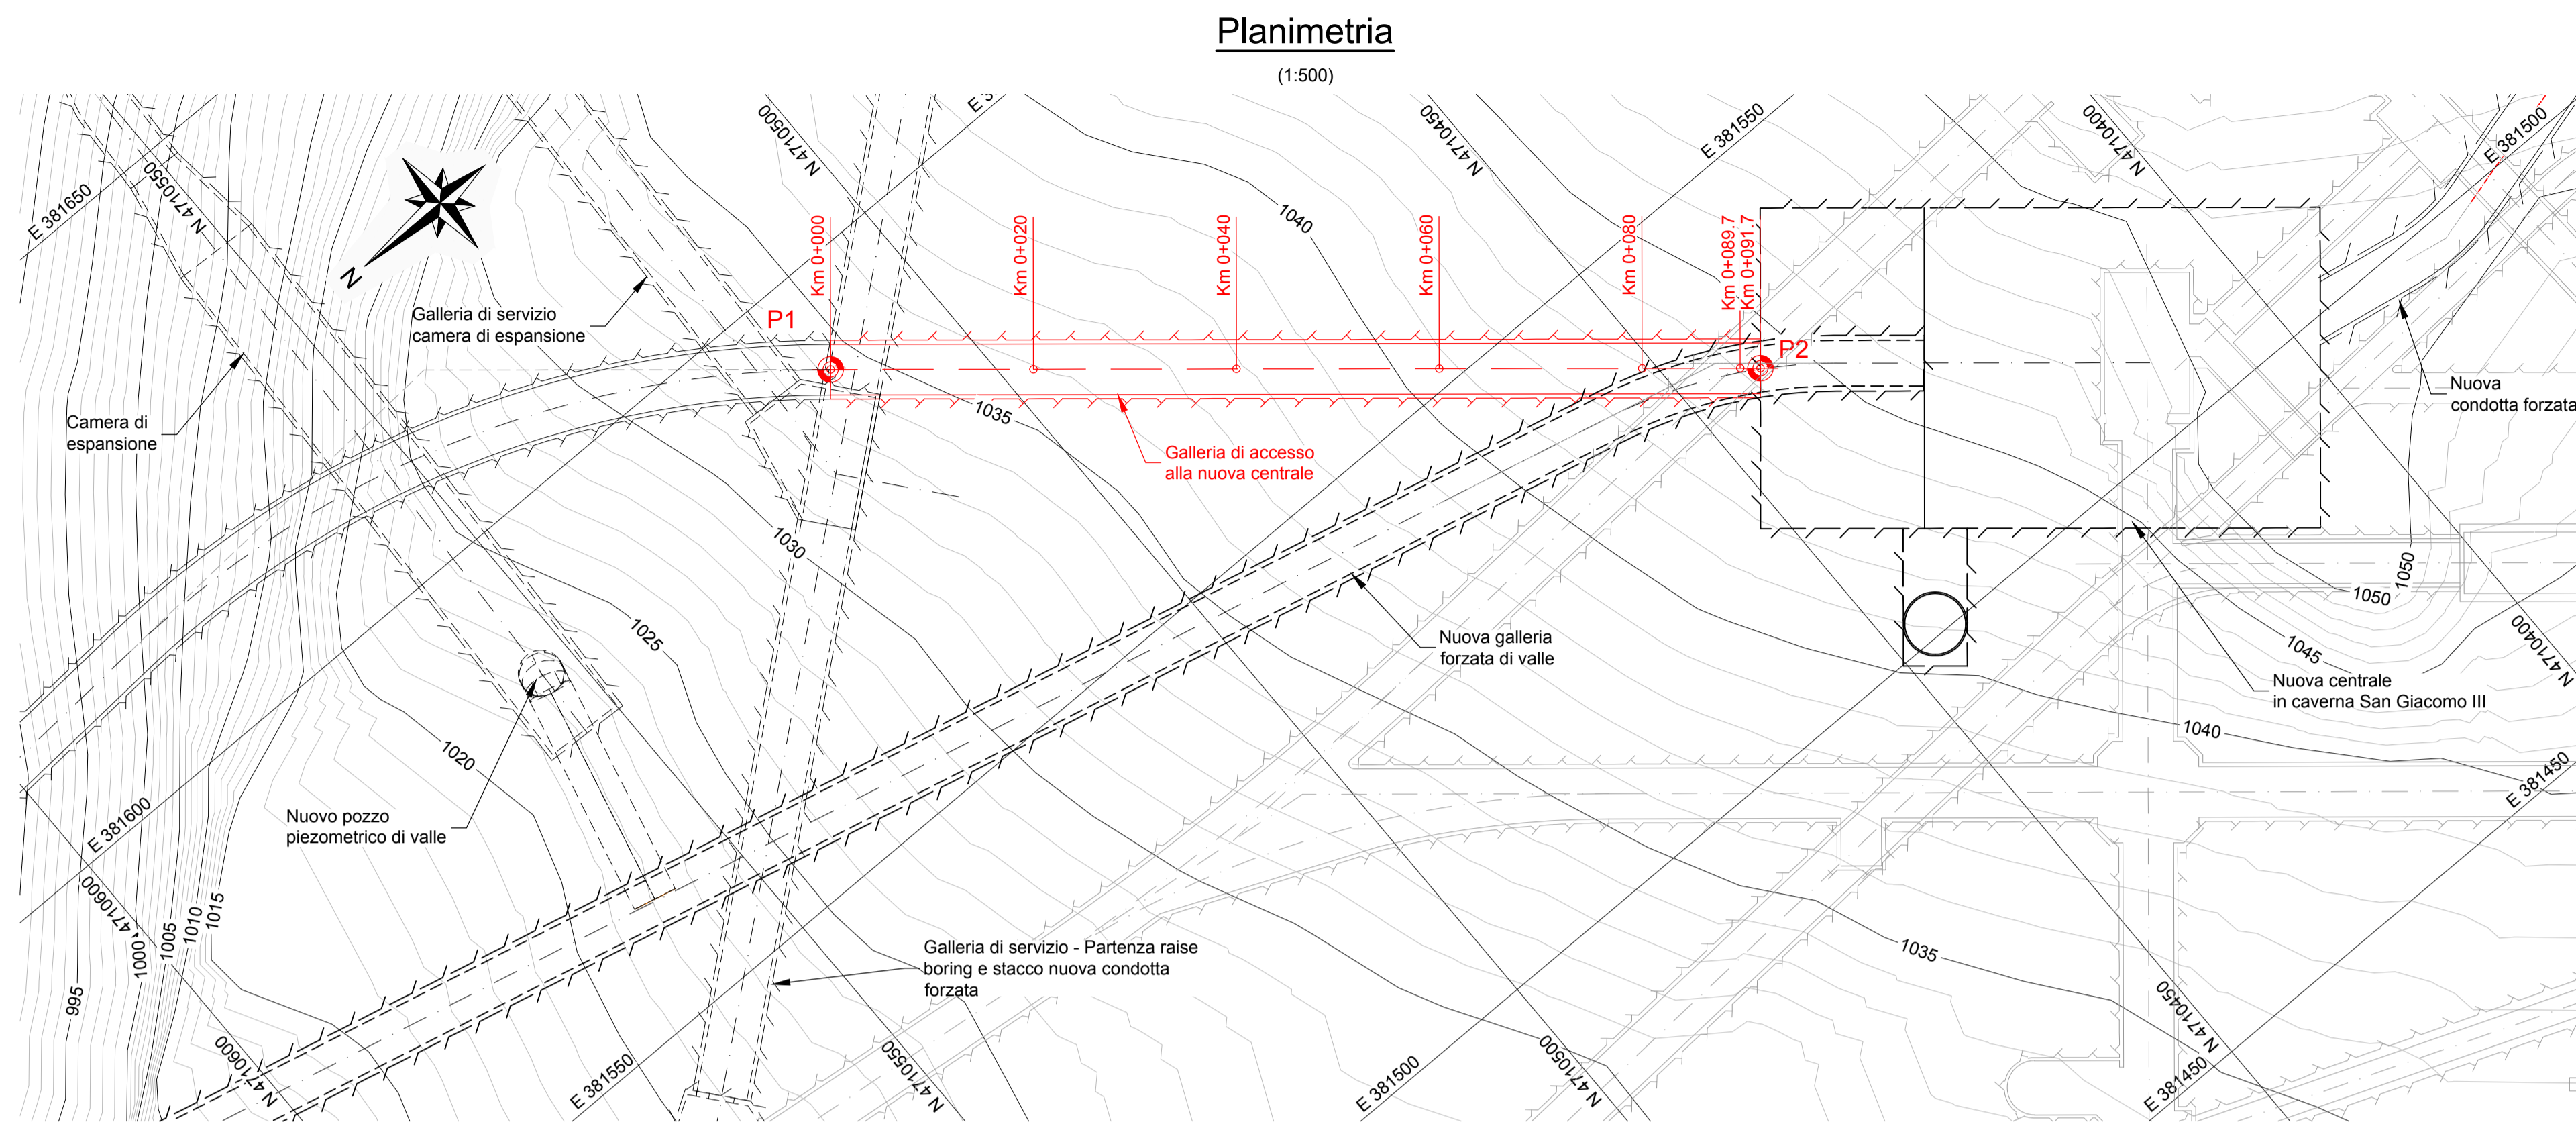 Planimetria
(1:500)
E 381650
N 4710550
N
N 4710500
N 4710450
E 381550
N 4710400
E 381500
1040
Km 0+000
Km 0+020
Km 0+040
Km 0+060
Km 0+080
Km 0+089.7
Km 0+091.7
P1
P2
Galleria di servizio
camera di espansione
Camera di
espansione
1035
Galleria di accesso
alla nuova centrale
Nuova
condotta forzata
1030
1025
1020
Nuova galleria
forzata di valle
1050
1050
1045
1040
N 4710400
Nuova centrale
in caverna San Giacomo III
E 381450
Nuovo pozzo
piezometrico di valle
E 381600
N 4710600
1015
1010
1005
1000
995
Galleria di servizio - Partenza raise
boring e stacco nuova condotta
forzata
1035
N 4710450
N 4710600
E 381550
N 4710550
E 381500
N 4710500
E 381450